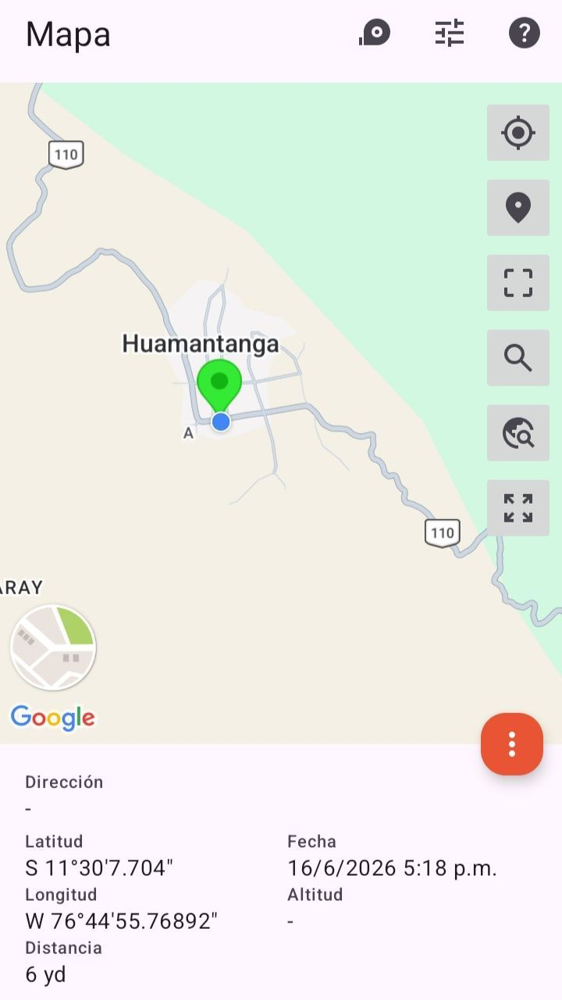 Mapa
110
Huamantanga
A
110
ARAY
Google
Dirección
-
Latitud
Fecha
S 11°30'7.704"
16/6/2026 5:18 p.m.
Longitud
Altitud
W 76°44'55.76892"
-
Distancia
6 yd